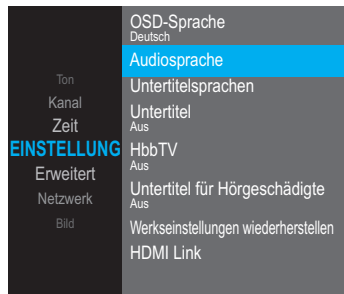 Ton
Kanal
Zeit
EINSTELLUNG
Erweitert
Netzwerk
Bild
OSD-Sprache
Deutsch
Audiosprache
Untertitelsprachen
Untertitel
Aus
HbbTV
Aus
Untertitel für Hörgeschädigte
Aus
Werkseinstellungen wiederherstellen
HDMI Link